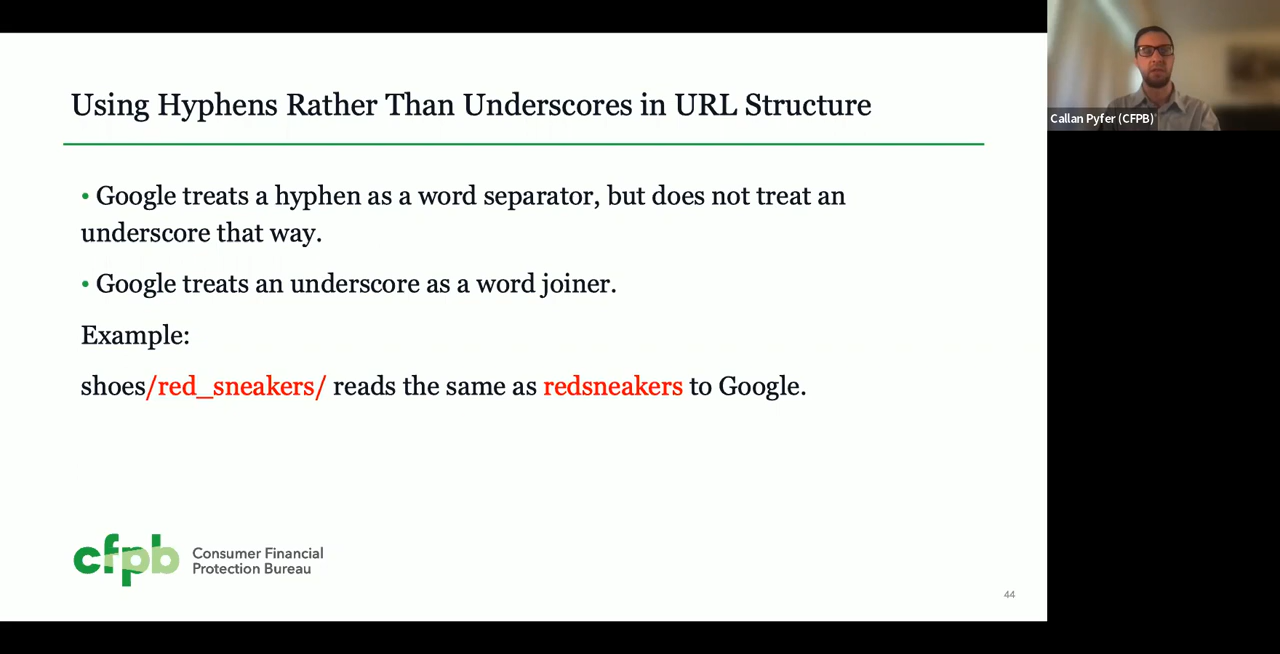 Using Hyphens Rather Than Underscores in URL Structure
Callan Pyfer (CFPB)
• Google treats a hyphen as a word separator, but does not treat an
underscore that way.
• Google treats an underscore as a word joiner.
Example:
shoes/red_sneakers/ reads the same as redsneakers to Google.
cfpb
Consumer Financial
Protection Bureau
44